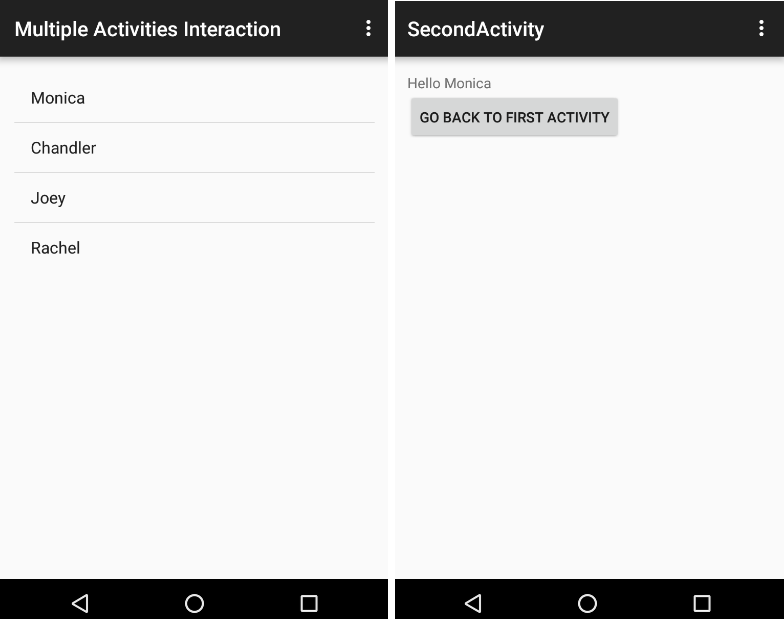 Multiple Activities Interaction
Monica
Chandler
Joey
Rachel
SecondActivity
Hello Monica
GO BACK TO FIRST ACTIVITY